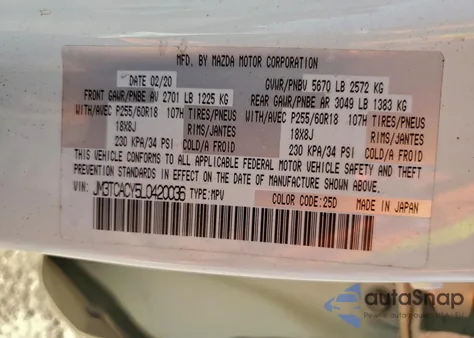 MFD. BY MAZDA MOTOR CORPORATION
DATE 02/20 GVWR/PNBV 5670 LB 2572 KG
FRONT GAWR/PNBE AV 2701 LB 1225 KG REAR GAWR/PNBE AR 3049 LB 1383 KG
WITH/AVEC P255/60R18 107H TIRES/PNEUS WITH/AVEC P255/60R18 107H TIRES/PNEUS
18X8J RIMS/JANTES 18X8J RIMS/JANTES
230 KPA/34 PSI COLD/A FROID 230 KPA/34 PSI COLD/A FROID
THIS VEHICLE CONFORMS TO ALL APPLICABLE FEDERAL MOTOR VEHICLE SAFETY AND THEFT
PREVENTION STANDARDS IN EFFECT ON THE DATE OF MANUFACTURE SHOWN ABOVE.
VIN: JM3TCACY5L0420036 TYPE:MPV COLOR CODE:25D MADE IN JAPAN
autoSnap